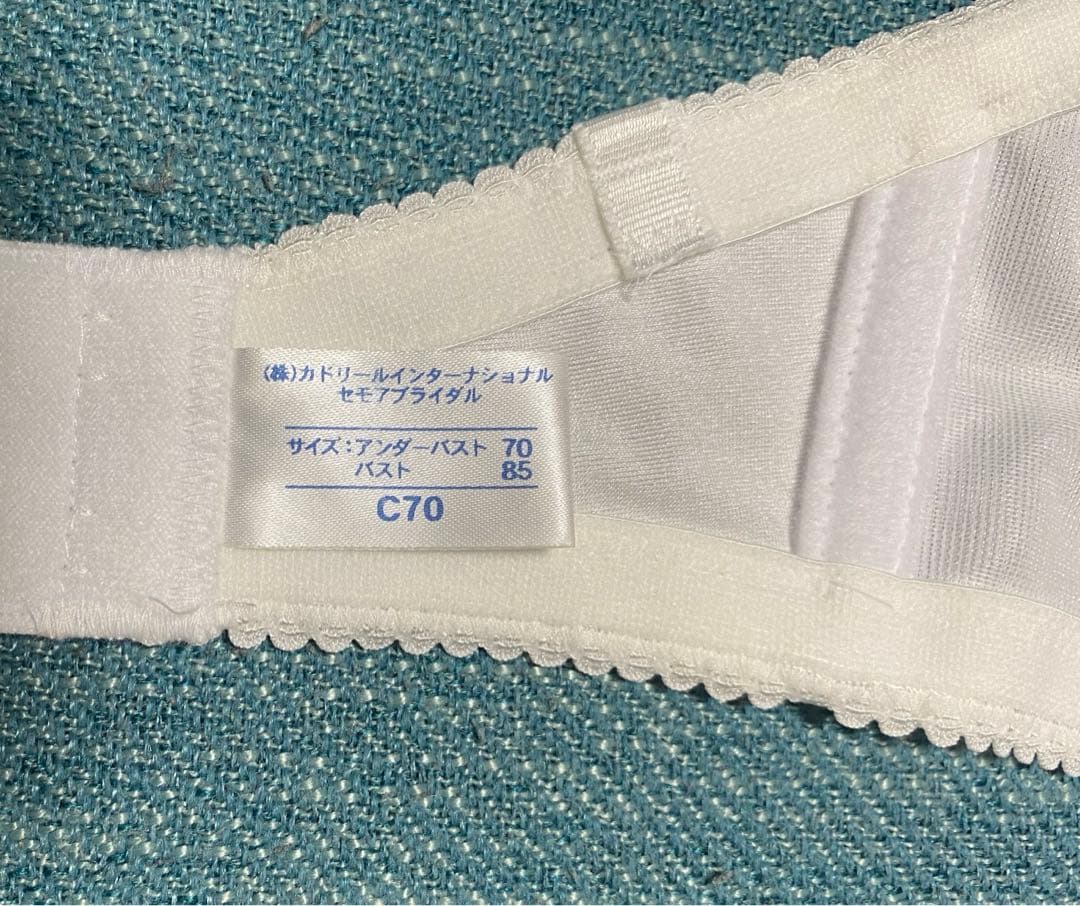 (株)カドリールインターナショナル
セモアブライダル
サイズ:アンダーバスト 70
バスト 85
C70